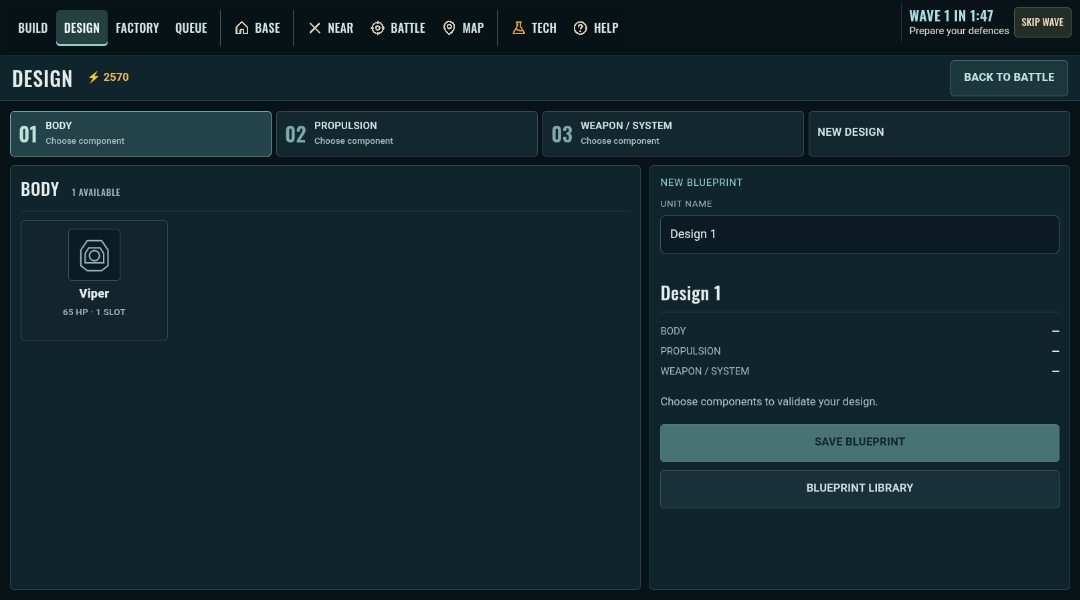 BUILD DESIGN FACTORY QUEUE BASE NEAR BATTLE MAP TECH HELP
WAVE 1 IN 1:47
Prepare your defences
SKIP WAVE
DESIGN ⚡ 2570
BACK TO BATTLE
01 BODY
Choose component
02 PROPULSION
Choose component
03 WEAPON / SYSTEM
Choose component
NEW DESIGN
BODY 1 AVAILABLE
Viper
65 HP · 1 SLOT
NEW BLUEPRINT
UNIT NAME
Design 1
Design 1
BODY –
PROPULSION –
WEAPON / SYSTEM –
Choose components to validate your design.
SAVE BLUEPRINT
BLUEPRINT LIBRARY